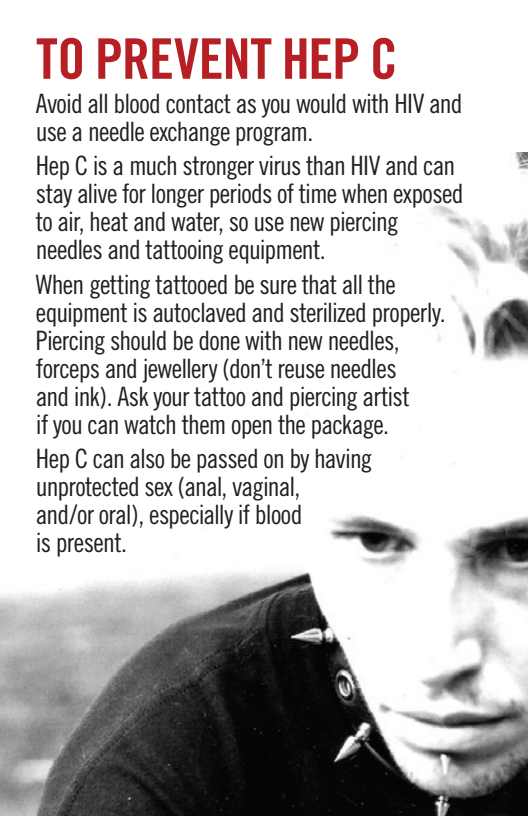 TO PREVENT HEP C
Avoid all blood contact as you would with HIV and
use a needle exchange program.
Hep C is a much stronger virus than HIV and can
stay alive for longer periods of time when exposed
to air, heat and water, so use new piercing
needles and tattooing equipment.
When getting tattooed be sure that all the
equipment is autoclaved and sterilized properly.
Piercing should be done with new needles,
forceps and jewellery (don't reuse needles
and ink). Ask your tattoo and piercing artist
if you can watch them open the package.
Hep C can also be passed on by having
unprotected sex (anal, vaginal,
and/or oral), especially if blood
is present.